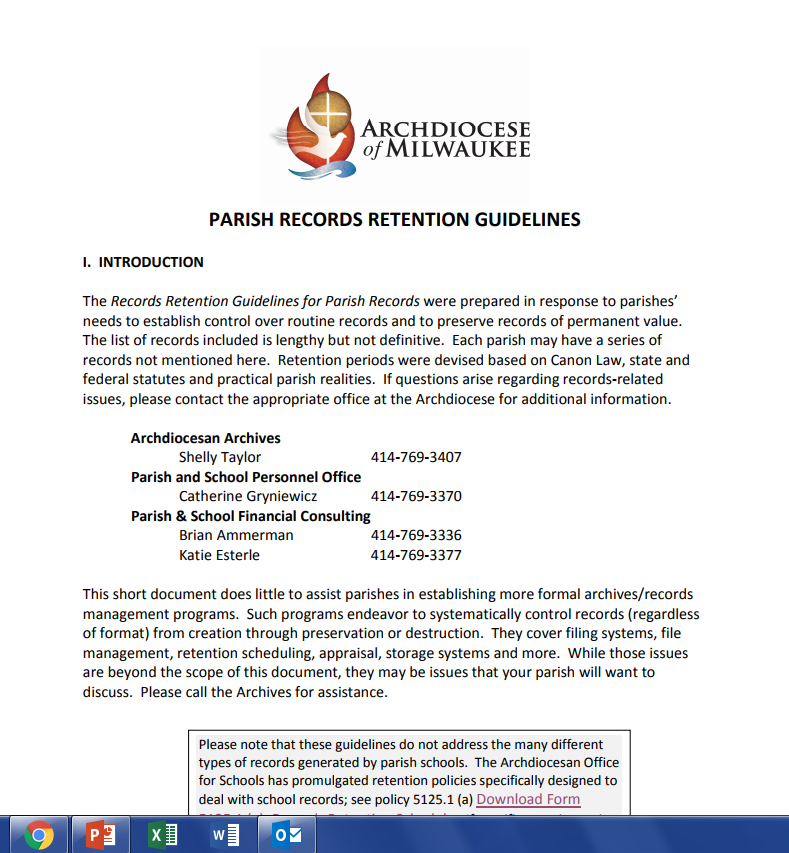 ARCHDIOCESE
of MILWAUKEE
PARISH RECORDS RETENTION GUIDELINES
I. INTRODUCTION
The Records Retention Guidelines for Parish Records were prepared in response to parishes’
needs to establish control over routine records and to preserve records of permanent value.
The list of records included is lengthy but not definitive. Each parish may have a series of
records not mentioned here. Retention periods were devised based on Canon Law, state and
federal statutes and practical parish realities. If questions arise regarding records-related
issues, please contact the appropriate office at the Archdiocese for additional information.
Archdiocesan Archives
Shelly Taylor 414-769-3407
Parish and School Personnel Office
Catherine Gryniewicz 414-769-3370
Parish & School Financial Consulting
Brian Ammerman 414-769-3336
Katie Esterle 414-769-3377
This short document does little to assist parishes in establishing more formal archives/records
management programs. Such programs endeavor to systematically control records (regardless
of format) from creation through preservation or destruction. They cover filing systems, file
management, retention scheduling, appraisal, storage systems and more. While those issues
are beyond the scope of this document, they may be issues that your parish will want to
discuss. Please call the Archives for assistance.
Please note that these guidelines do not address the many different
types of records generated by parish schools. The Archdiocesan Office
for Schools has promulgated retention policies specifically designed to
deal with school records; see policy 5125.1 (a) Download Form